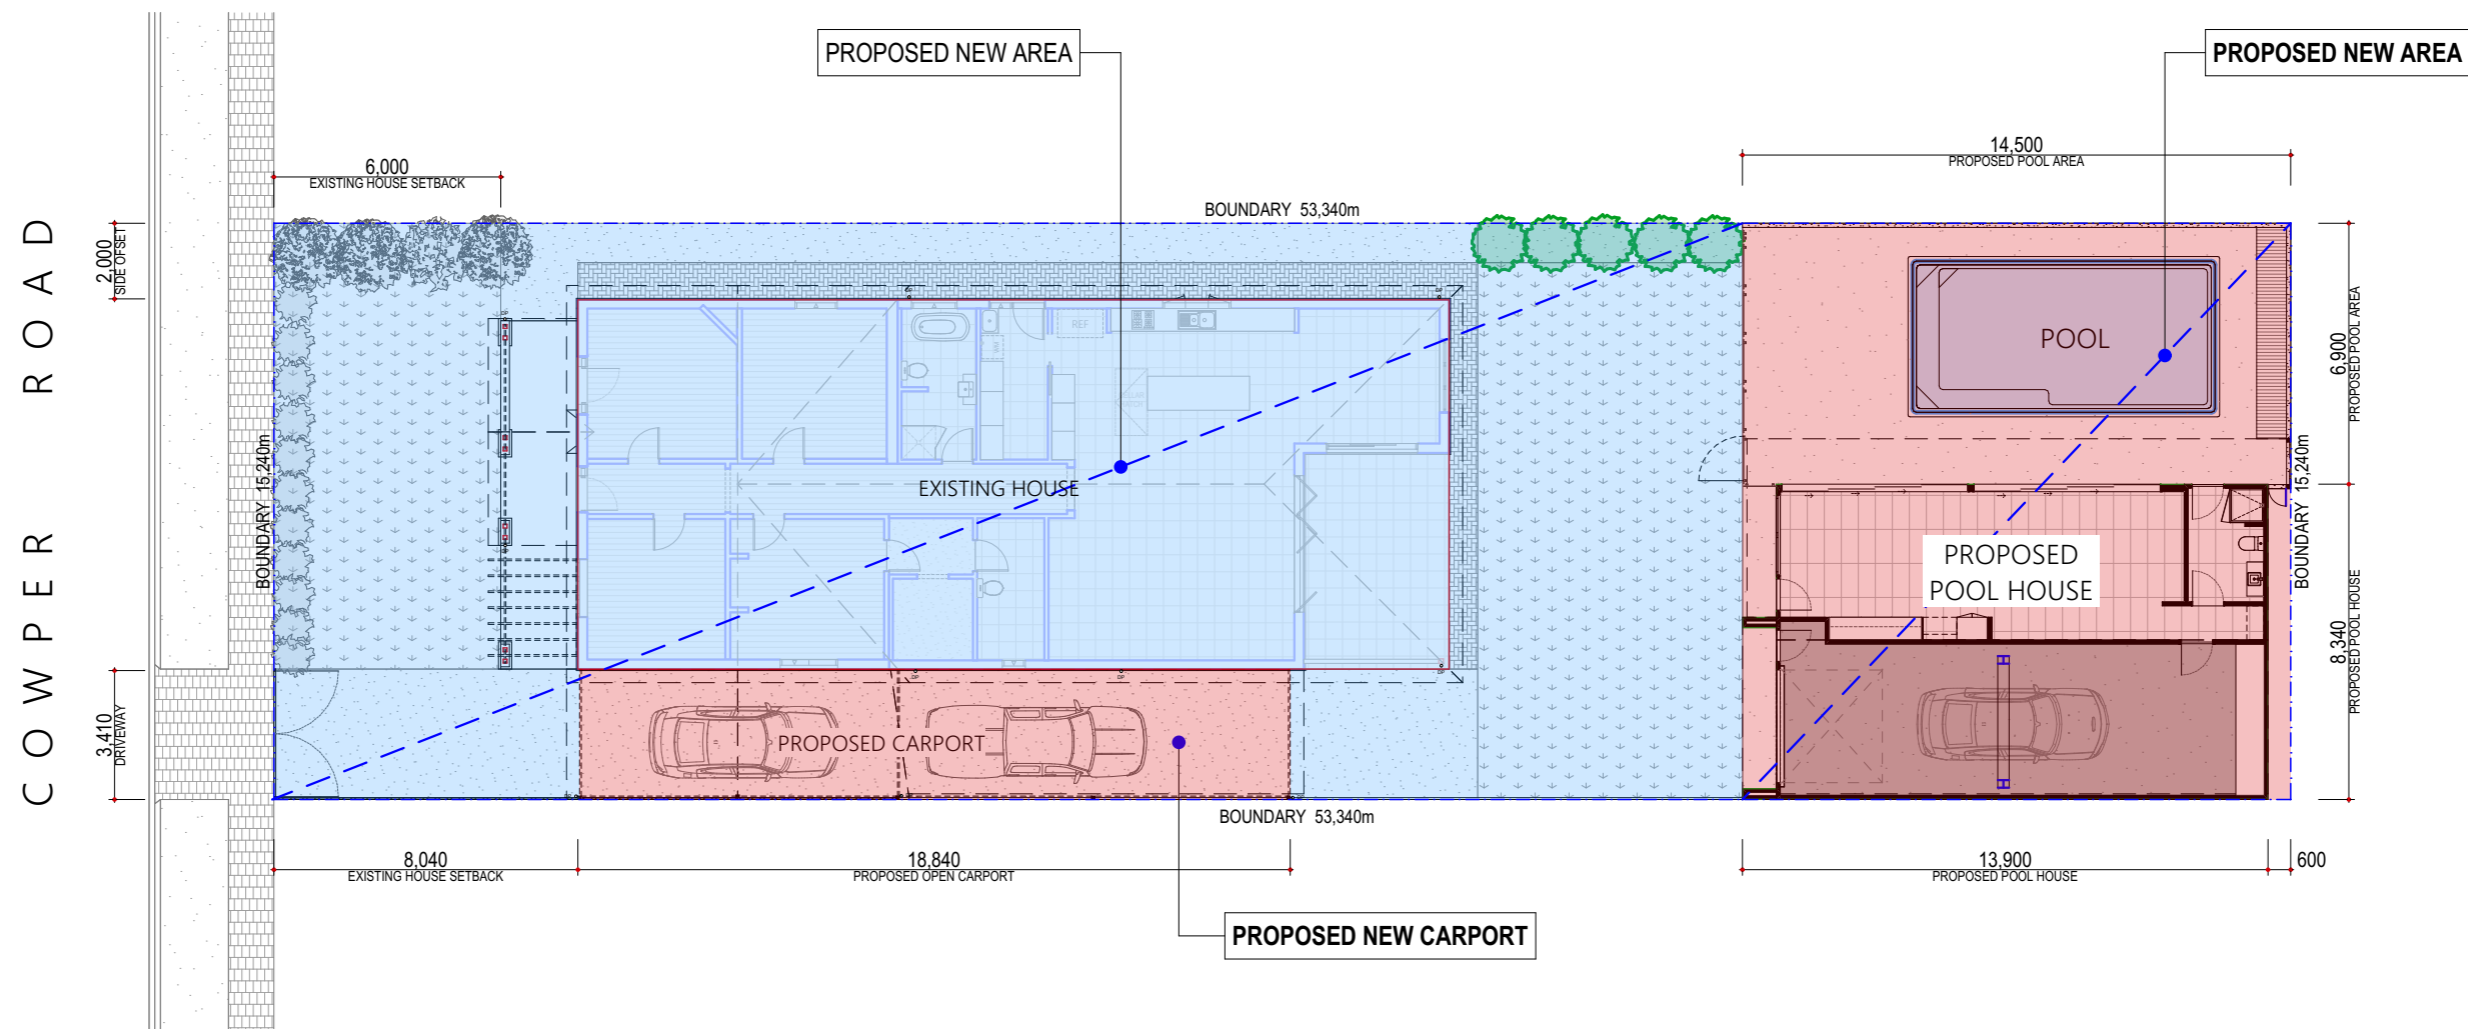 PROPOSED NEW AREA
PROPOSED NEW AREA
14,500
PROPOSED POOL AREA
6,000
EXISTING HOUSE SETBACK
BOUNDARY 53,340m
COWPER ROAD
2,000
SIDE OFSET
REF
POOL
6,900
PROPOSED POOL AREA
BOUNDARY 15,240m
EXISTING HOUSE
BOUNDARY 15,240m
PROPOSED
POOL HOUSE
8,340
PROPOSED POOL HOUSE
3,410
DRIVEWAY
PROPOSED CARPORT
BOUNDARY 53,340m
8,040
EXISTING HOUSE SETBACK
18,840
PROPOSED OPEN CARPORT
13,900
PROPOSED POOL HOUSE
600
PROPOSED NEW CARPORT